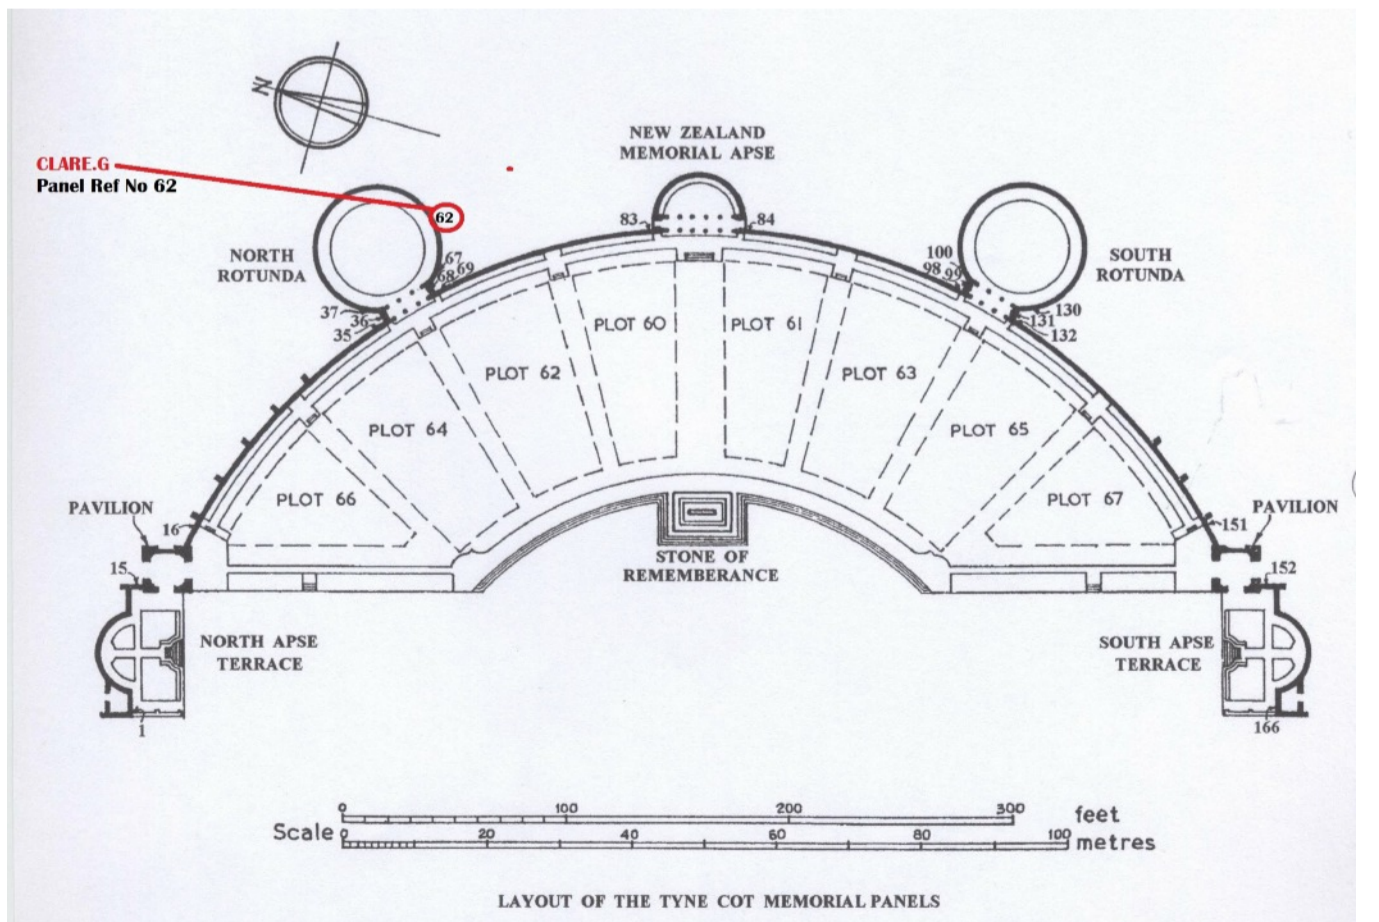 N
NEW ZEALAND
MEMORIAL APSE
CLARE.G
Panel Ref No 62
62
83
84
NORTH
ROTUNDA
67
68 69
37
36
35
100
98 99
SOUTH
ROTUNDA
130
131
132
PLOT 60
PLOT 61
PLOT 62
PLOT 63
PLOT 64
PLOT 65
PLOT 66
PLOT 67
PAVILION
16
15
151
PAVILION
152
STONE OF
REMEMBERANCE
NORTH APSE
TERRACE
SOUTH APSE
TERRACE
1
166
0 100 200 300 feet
Scale
0 20 40 60 80 100 metres
LAYOUT OF THE TYNE COT MEMORIAL PANELS